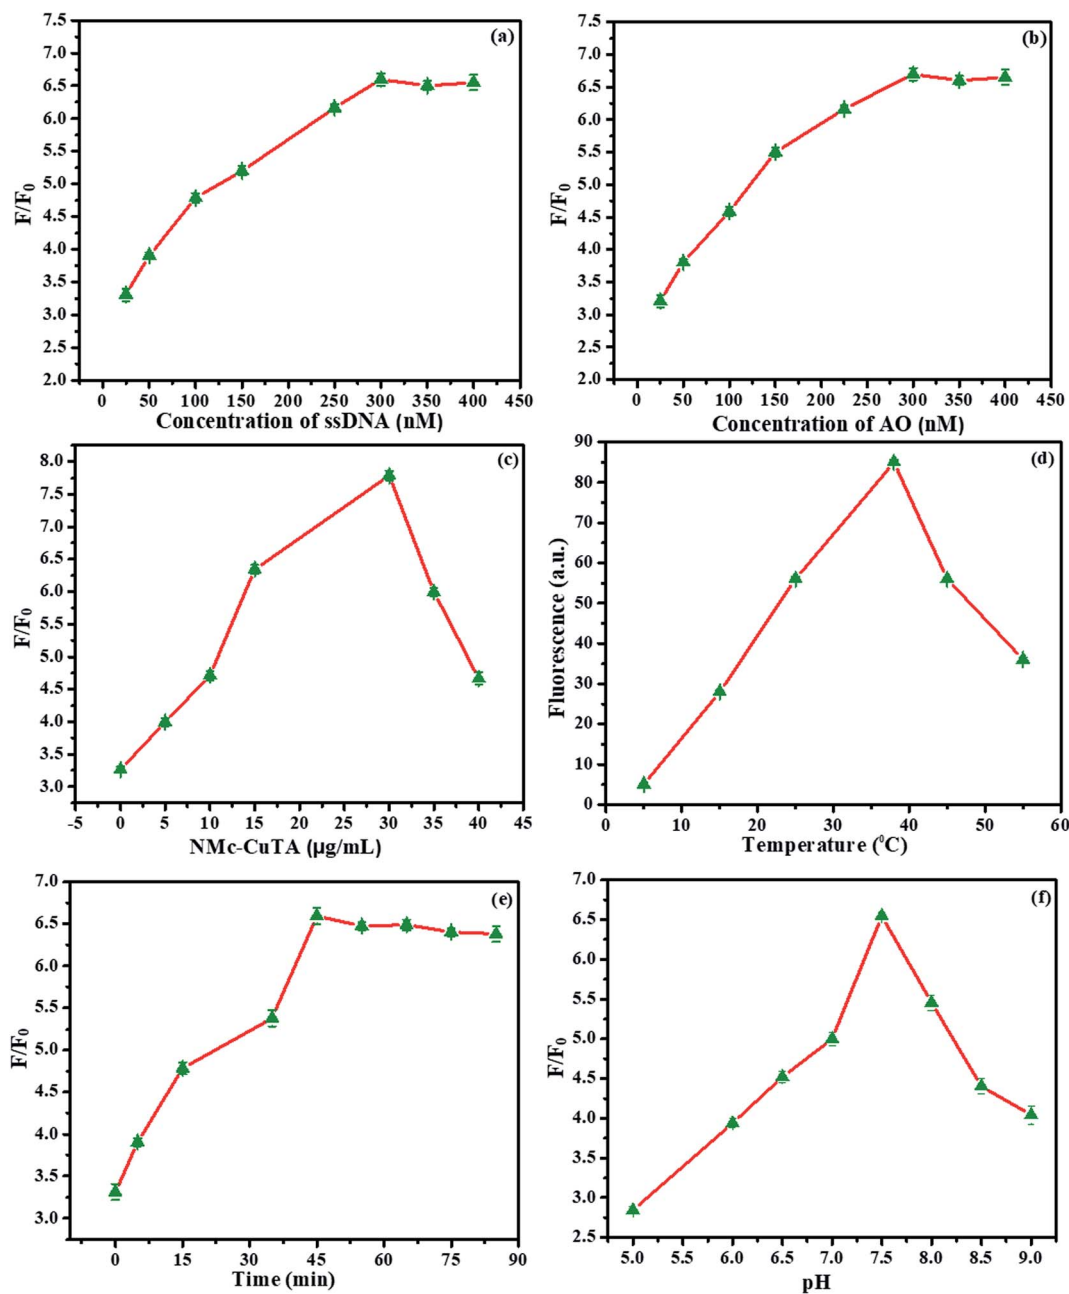 (a)
7.5
7.0
6.5
6.0
5.5
5.0
4.5
4.0
3.5
3.0
2.5
2.0
F/F0
0 50 100 150 200 250 300 350 400 450
Concentration of ssDNA (nM)
(b)
7.5
7.0
6.5
6.0
5.5
5.0
4.5
4.0
3.5
3.0
2.5
2.0
F/F0
0 50 100 150 200 250 300 350 400 450
Concentration of AO (nM)
(c)
8.0
7.5
7.0
6.5
6.0
5.5
5.0
4.5
4.0
3.5
3.0
F/F0
-5 0 5 10 15 20 25 30 35 40 45
NMc-CuTA (µg/mL)
(d)
90
80
70
60
50
40
30
20
10
0
Fluorescence (a.u.)
0 10 20 30 40 50 60
Temperature (⁰C)
(e)
7.0
6.5
6.0
5.5
5.0
4.5
4.0
3.5
3.0
F/F0
0 15 30 45 60 75 90
Time (min)
(f)
7.0
6.5
6.0
5.5
5.0
4.5
4.0
3.5
3.0
2.5
F/F0
5.0 5.5 6.0 6.5 7.0 7.5 8.0 8.5 9.0
pH